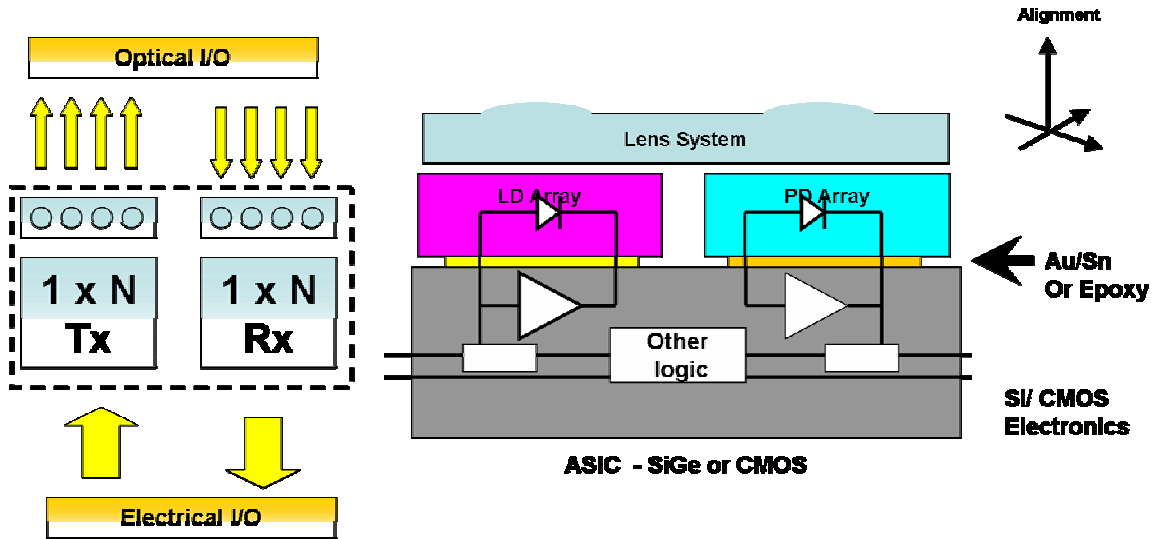 Optical I/O
1 x N
Tx
1 x N
Rx
Electrical I/O
Alignment
Lens System
LD Array
PD Array
Au/Sn
Or Epoxy
Other
logic
SI/ CMOS
Electronics
ASIC - SiGe or CMOS